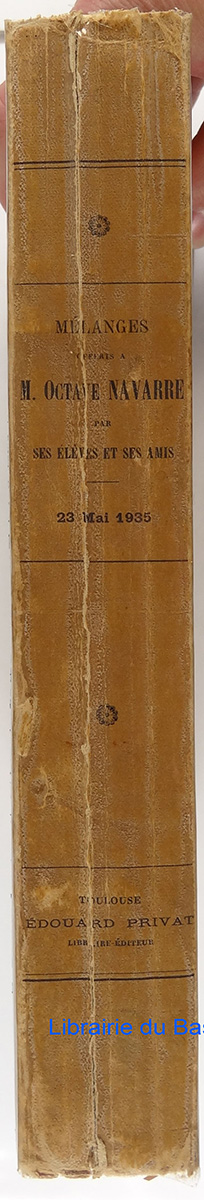 MÉLANGES
OFFERTS A
M. OCTAVE NAVARRE
PAR
SES ÉLÈVES ET SES AMIS
23 Mai 1935
TOULOUSE
ÉDOUARD PRIVAT
LIBRAIRE-ÉDITEUR
Librairie du Bas